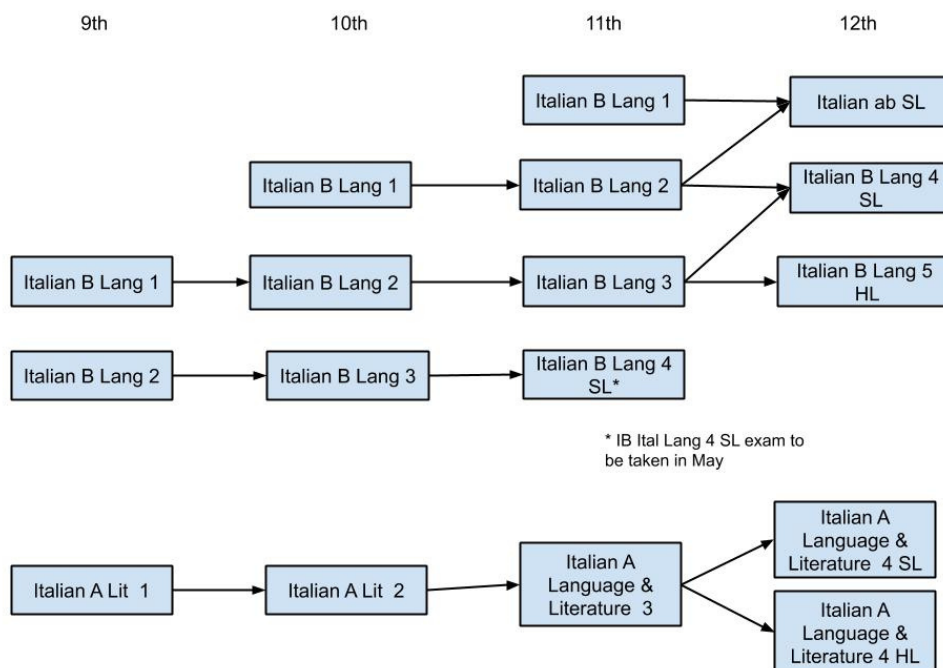 9th
10th
11th
12th
Italian B Lang 1
Italian ab SL
Italian B Lang 1
Italian B Lang 2
Italian B Lang 4
SL
Italian B Lang 1
Italian B Lang 2
Italian B Lang 3
Italian B Lang 5
HL
Italian B Lang 2
Italian B Lang 3
Italian B Lang 4
SL*
* IB Ital Lang 4 SL exam to
be taken in May
Italian A Lit 1
Italian A Lit 2
Italian A
Language &
Literature 3
Italian A
Language &
Literature 4 SL
Italian A
Language &
Literature 4 HL